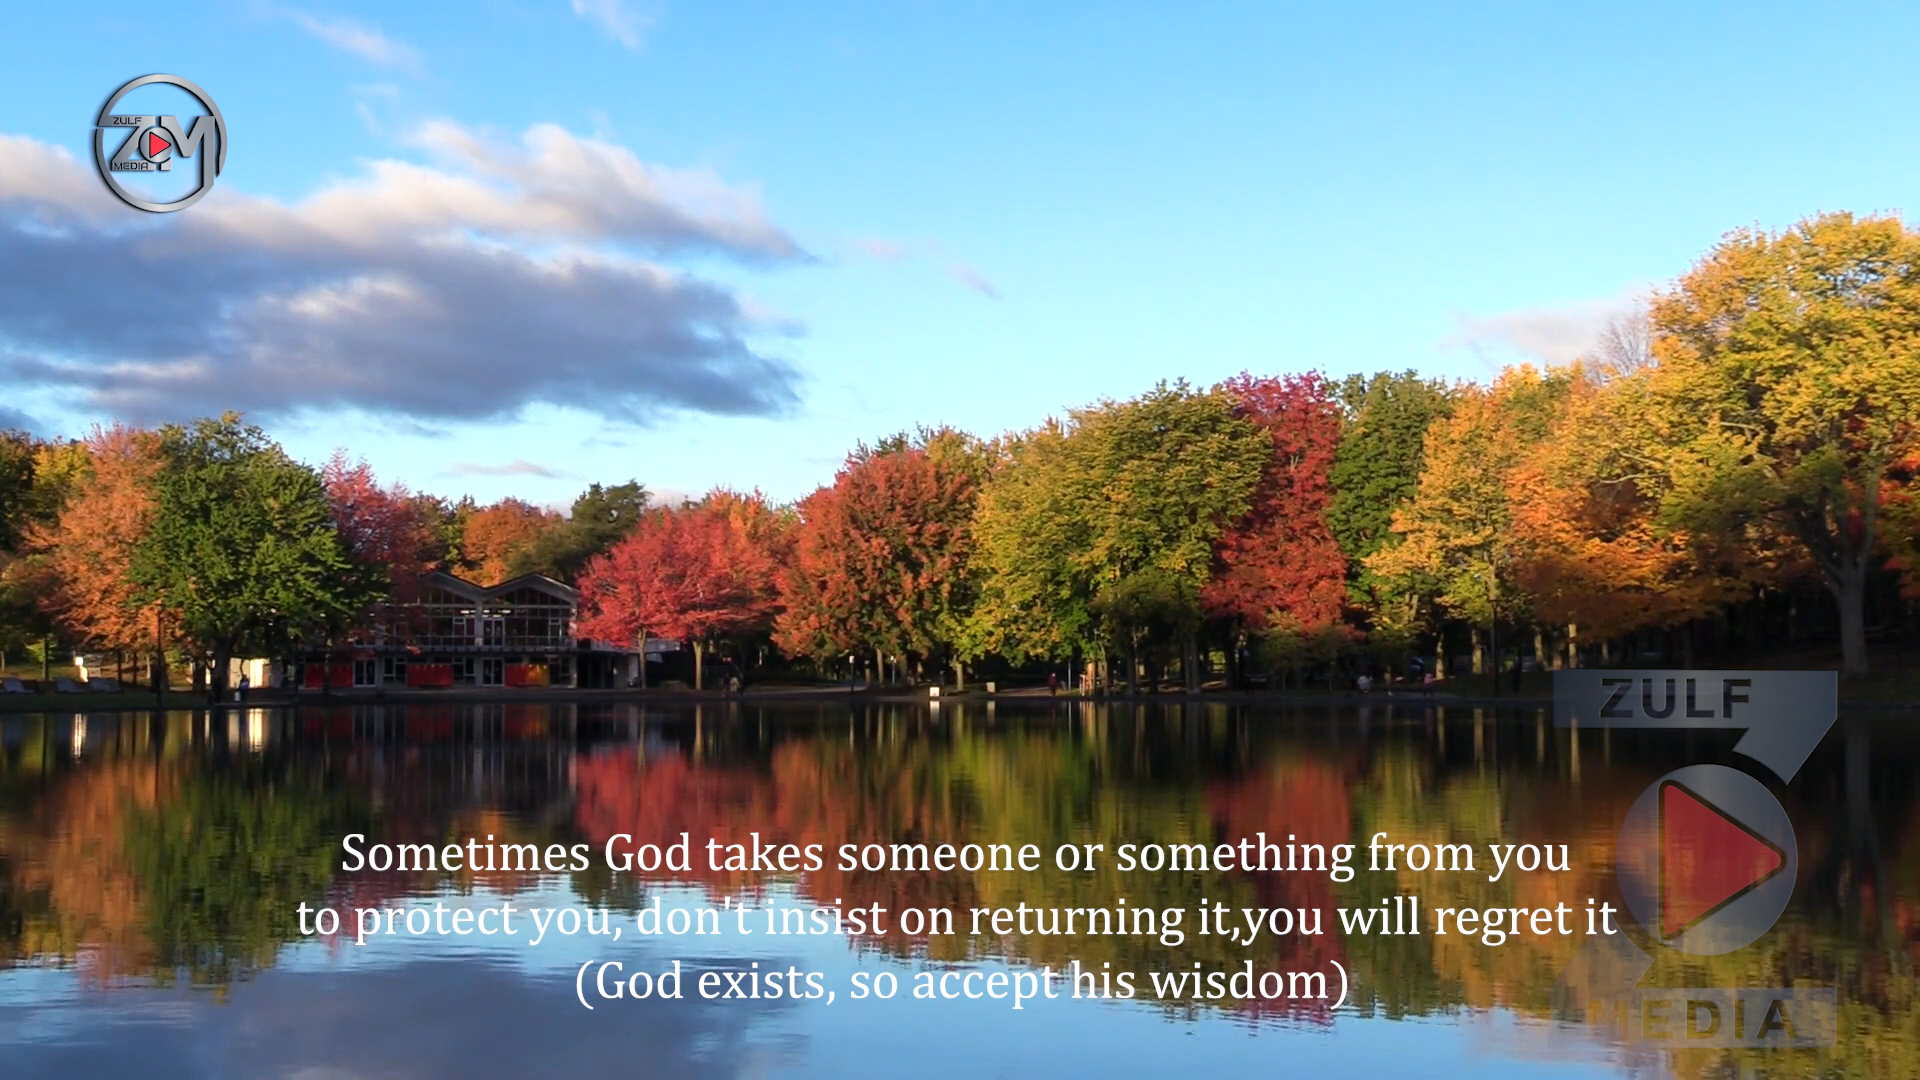 ZULF
ZM
MEDIA
ZULF
Sometimes God takes someone or something from you
to protect you, don't insist on returning it,you will regret it
(God exists, so accept his wisdom)
MEDIA